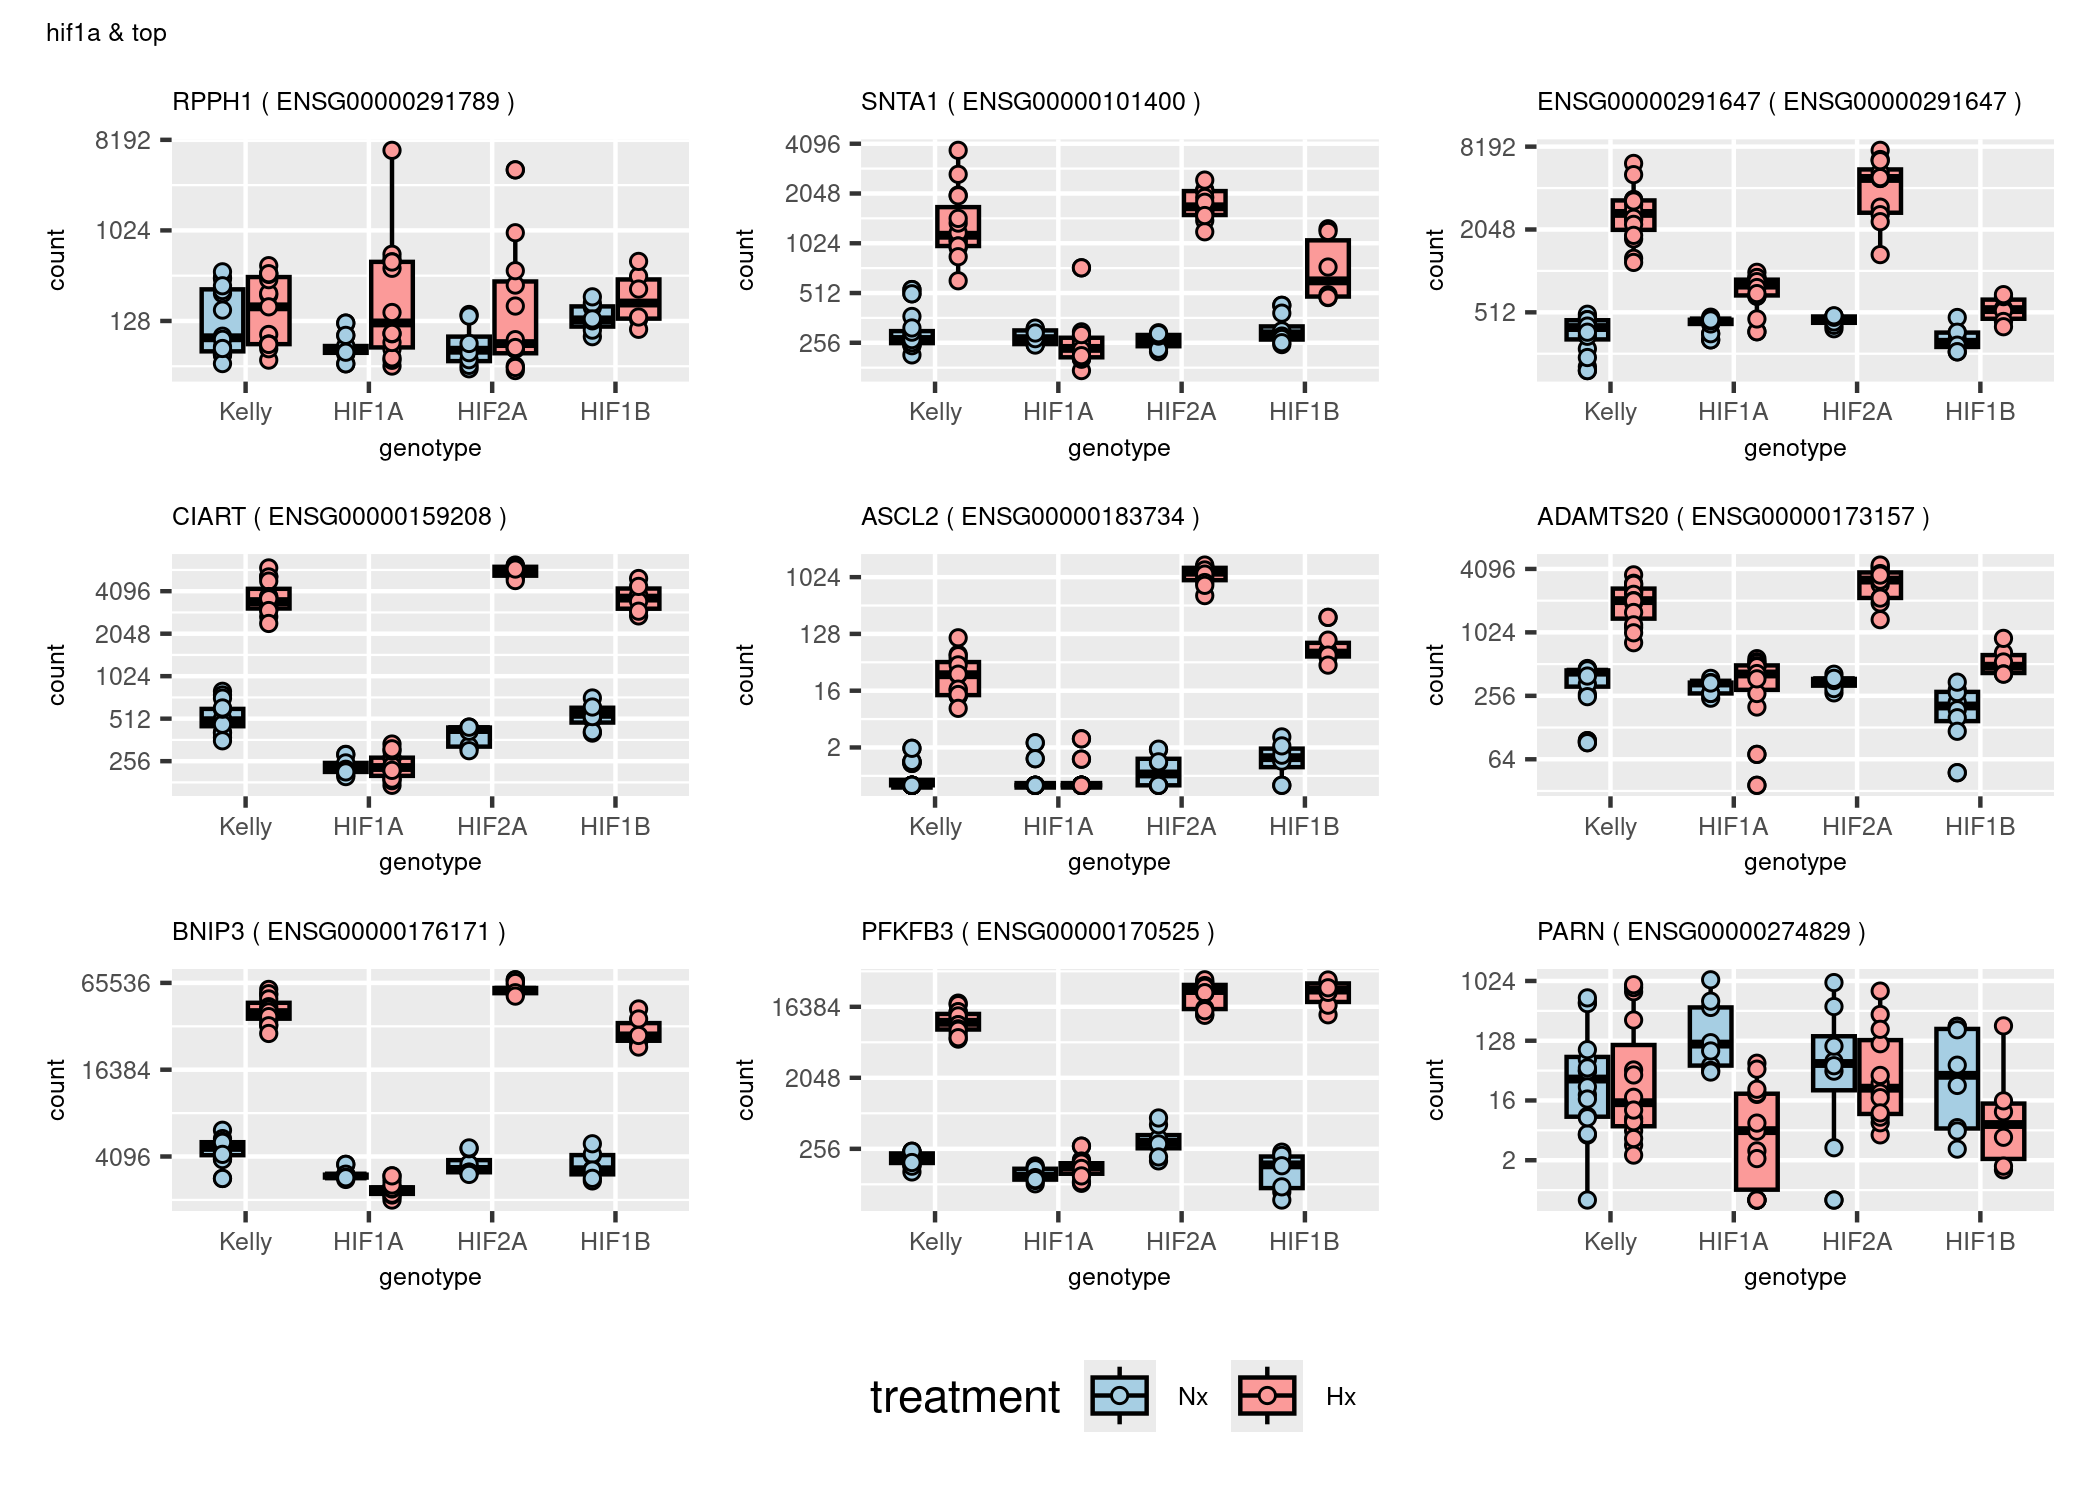 hif1a & top
RPPH1 ( ENSG00000291789 )
8192
1024
128
count
Kelly HIF1A HIF2A HIF1B
genotype
SNTA1 ( ENSG00000101400 )
4096
2048
1024
512
256
count
Kelly HIF1A HIF2A HIF1B
genotype
ENSG00000291647 ( ENSG00000291647 )
8192
2048
512
count
Kelly HIF1A HIF2A HIF1B
genotype
CIART ( ENSG00000159208 )
4096
2048
1024
512
256
count
Kelly HIF1A HIF2A HIF1B
genotype
ASCL2 ( ENSG00000183734 )
1024
128
16
2
count
Kelly HIF1A HIF2A HIF1B
genotype
ADAMTS20 ( ENSG00000173157 )
4096
1024
256
64
count
Kelly HIF1A HIF2A HIF1B
genotype
BNIP3 ( ENSG00000176171 )
65536
16384
4096
count
Kelly HIF1A HIF2A HIF1B
genotype
PFKFB3 ( ENSG00000170525 )
16384
2048
256
count
Kelly HIF1A HIF2A HIF1B
genotype
PARN ( ENSG00000274829 )
1024
128
16
2
count
Kelly HIF1A HIF2A HIF1B
genotype
treatment Nx Hx